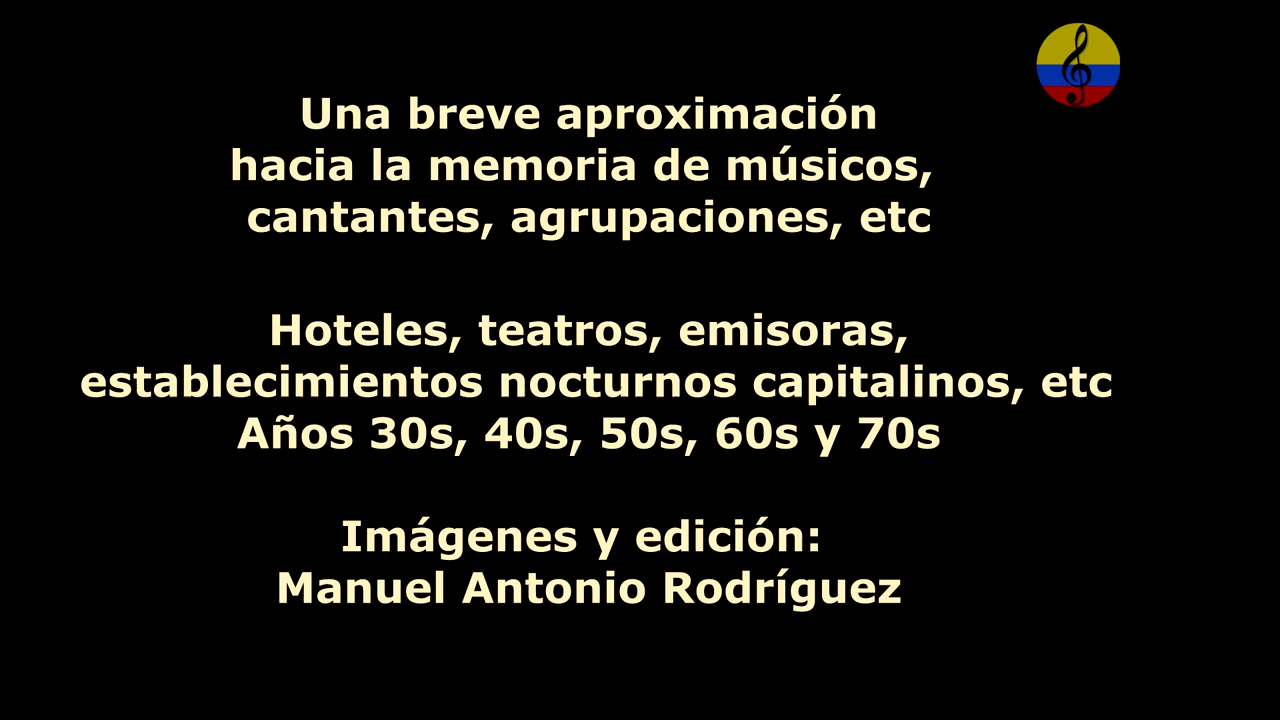 Una breve aproximación
hacia la memoria de músicos,
cantantes, agrupaciones, etc
Hoteles, teatros, emisoras,
establecimientos nocturnos capitalinos, etc
Años 30s, 40s, 50s, 60s y 70s
Imágenes y edición:
Manuel Antonio Rodríguez